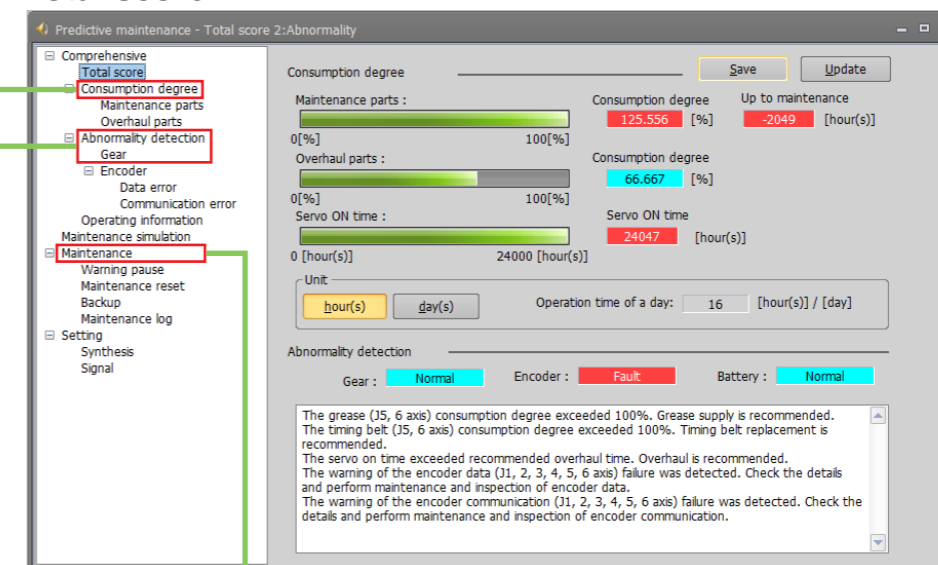 Predictive maintenance - Total score 2:Abnormality
Comprehensive
Total score
Consumption degree
Maintenance parts
Overhaul parts
Abnormality detection
Gear
Encoder
Data error
Communication error
Operating information
Maintenance simulation
Maintenance
Warning pause
Maintenance reset
Backup
Maintenance log
Setting
Synthesis
Signal
Consumption degree
Save
Update
Maintenance parts :
Consumption degree
Up to maintenance
125.556 [%]
-2049 [hour(s)]
0[%]
100[%]
Overhaul parts :
Consumption degree
66.667 [%]
0[%]
100[%]
Servo ON time :
Servo ON time
24047 [hour(s)]
0 [hour(s)]
24000 [hour(s)]
Unit
hour(s)
day(s)
Operation time of a day: 16 [hour(s)] / [day]
Abnormality detection
Gear : Normal
Encoder : Fault
Battery : Normal
The grease (J5, 6 axis) consumption degree exceeded 100%. Grease supply is recommended.
The timing belt (J5, 6 axis) consumption degree exceeded 100%. Timing belt replacement is
recommended.
The servo on time exceeded recommended overhaul time. Overhaul is recommended.
The warning of the encoder data (J1, 2, 3, 4, 5, 6 axis) failure was detected. Check the details
and perform maintenance and inspection of encoder data.
The warning of the encoder communication (J1, 2, 3, 4, 5, 6 axis) failure was detected. Check the
details and perform maintenance and inspection of encoder communication.